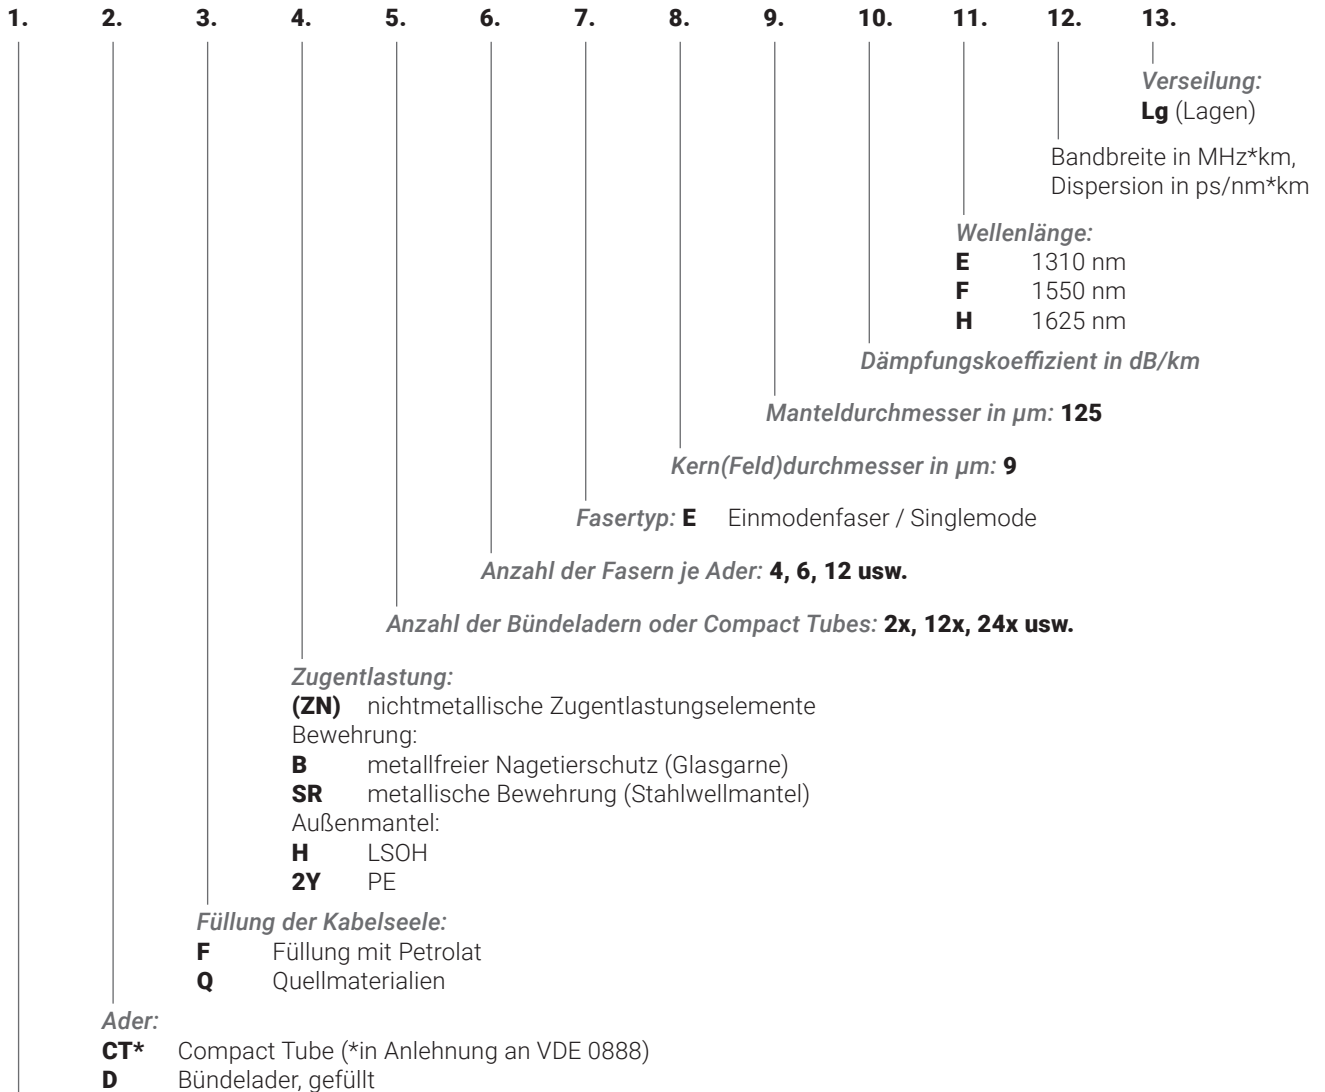 1. 2. 3. 4. 5. 6. 7. 8. 9. 10. 11. 12. 13.
Verseilung:
Lg (Lagen)
Bandbreite in MHz*km,
Dispersion in ps/nm*km
Wellenlänge:
E 1310 nm
F 1550 nm
H 1625 nm
Dämpfungskoeffizient in dB/km
Manteldurchmesser in µm: 125
Kern(Feld)durchmesser in µm: 9
Fasertyp: E Einmodenfaser / Singlemode
Anzahl der Fasern je Ader: 4, 6, 12 usw.
Anzahl der Bündeladern oder Compact Tubes: 2x, 12x, 24x usw.
Zugentlastung:
(ZN) nichtmetallische Zugentlastungselemente
Bewehrung:
B metallfreier Nagetierschutz (Glasgarne)
SR metallische Bewehrung (Stahlwellmantel)
Außenmantel:
H LSOH
2Y PE
Füllung der Kabelseele:
F Füllung mit Petrolat
Q Quellmaterialien
Ader:
CT* Compact Tube (*in Anlehnung an VDE 0888)
D Bündelader, gefüllt